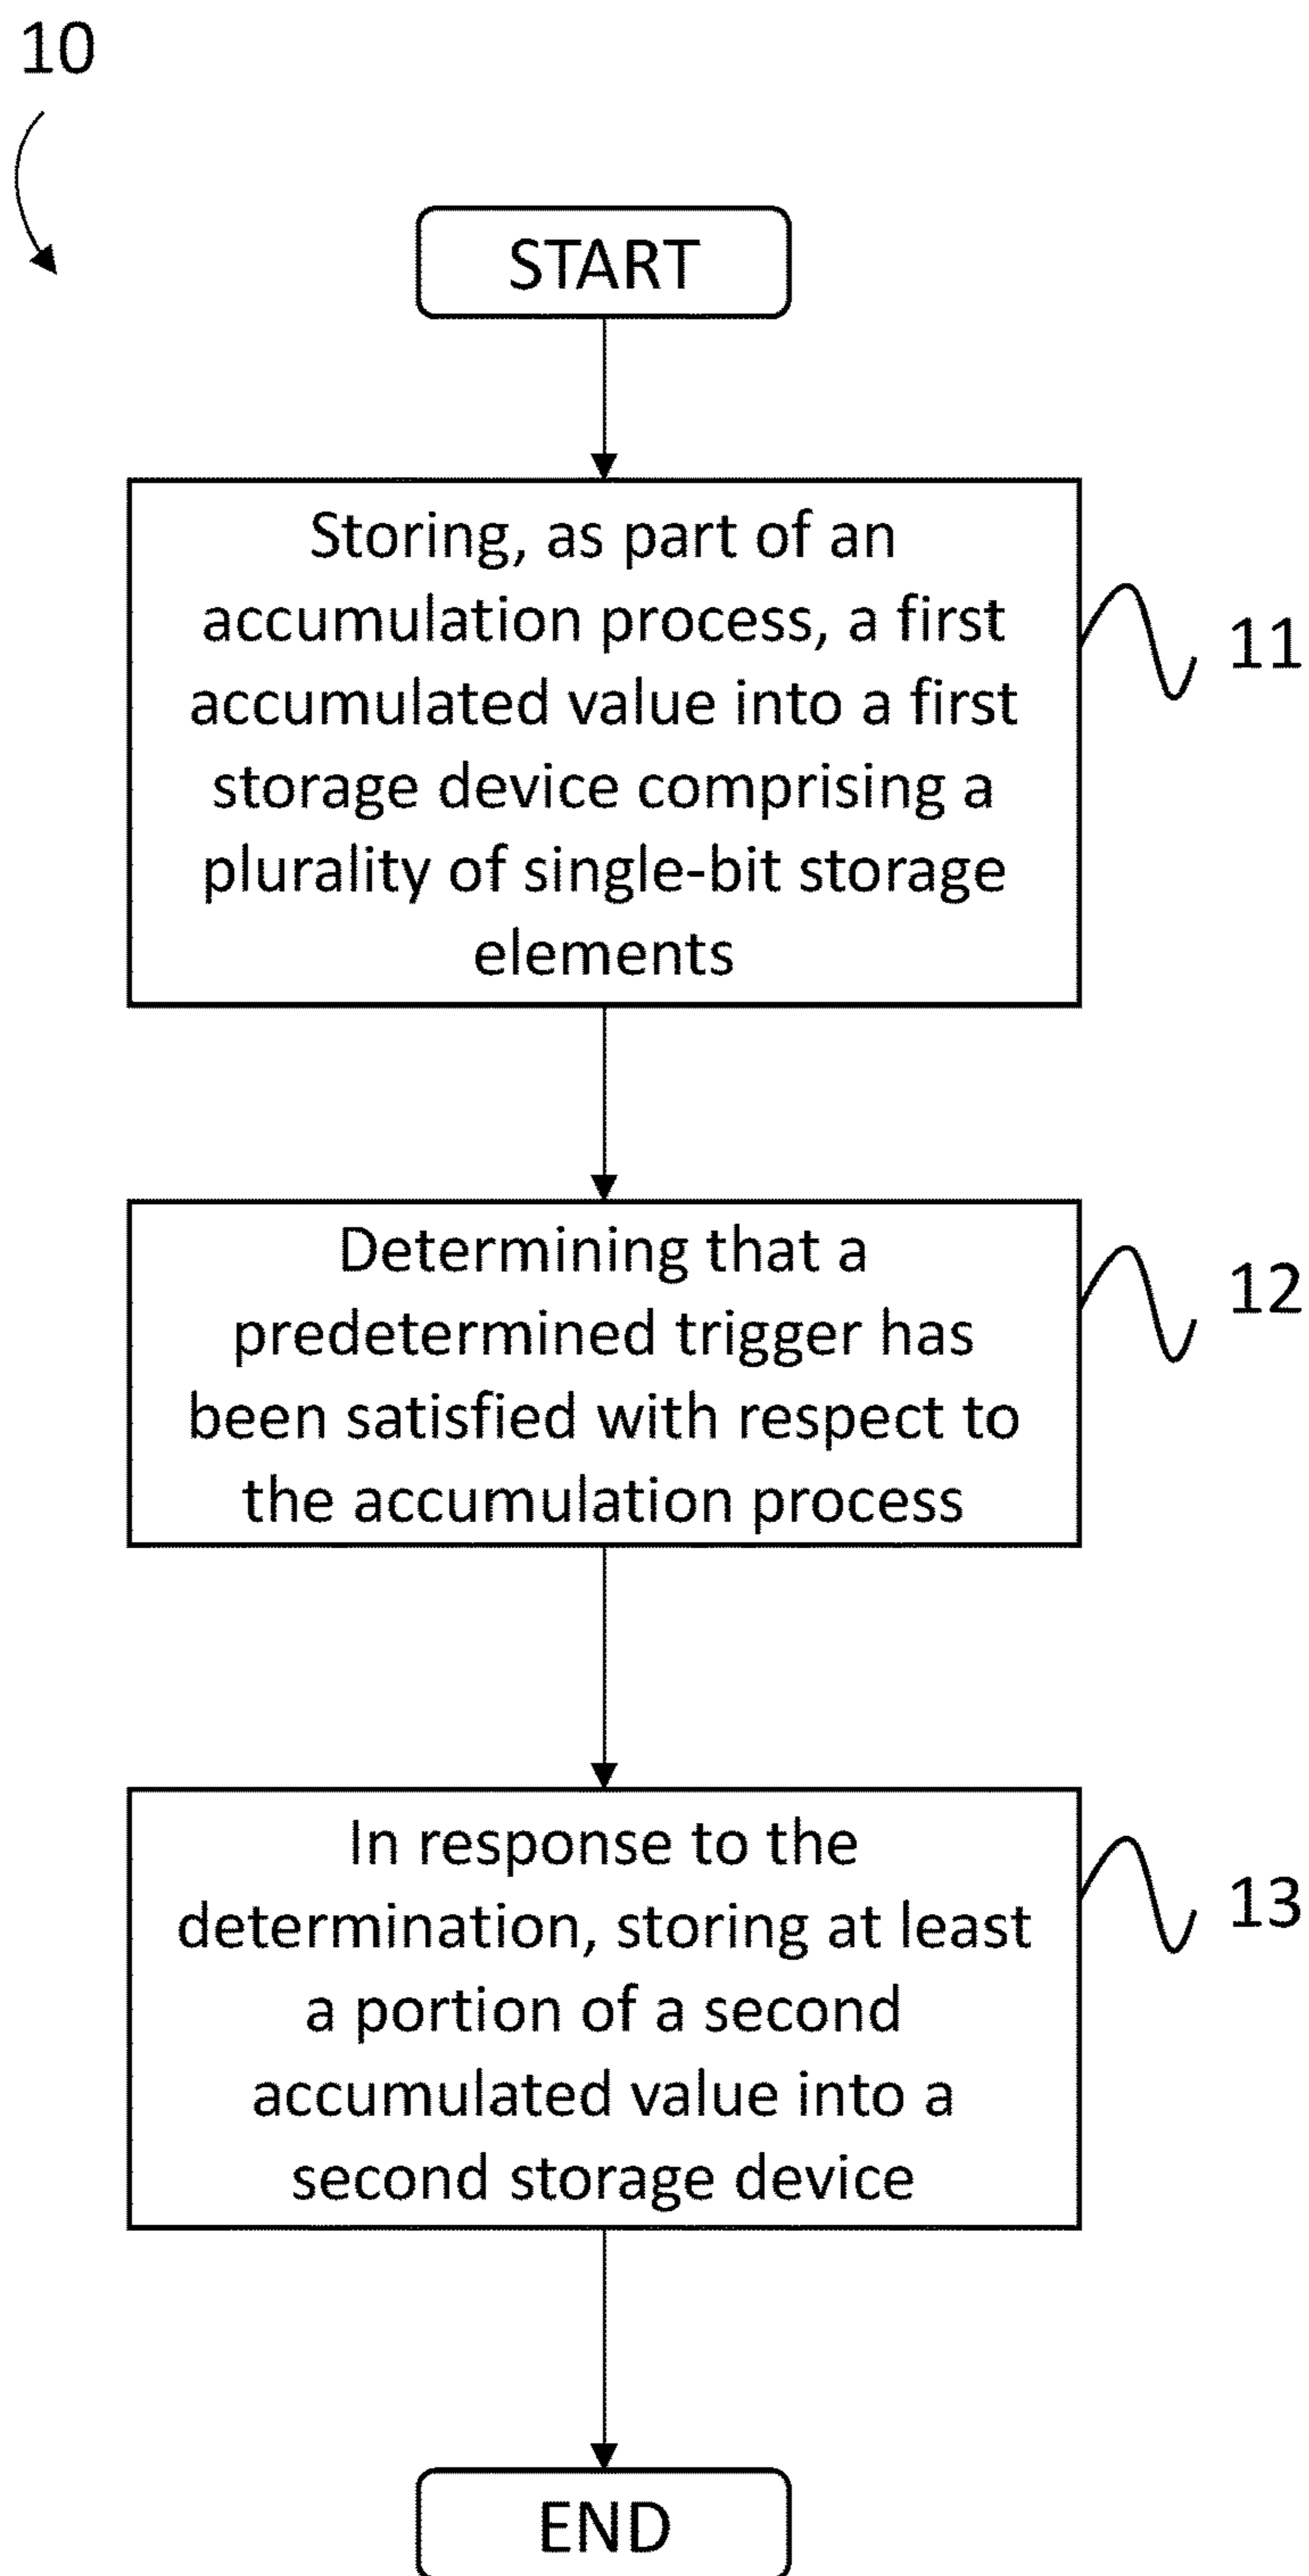 10
START
Storing, as part of an
accumulation process, a first
accumulated value into a first
storage device comprising a
plurality of single-bit storage
elements
11
Determining that a
predetermined trigger has
been satisfied with respect to
the accumulation process
12
In response to the
determination, storing at least
a portion of a second
accumulated value into a
second storage device
13
END